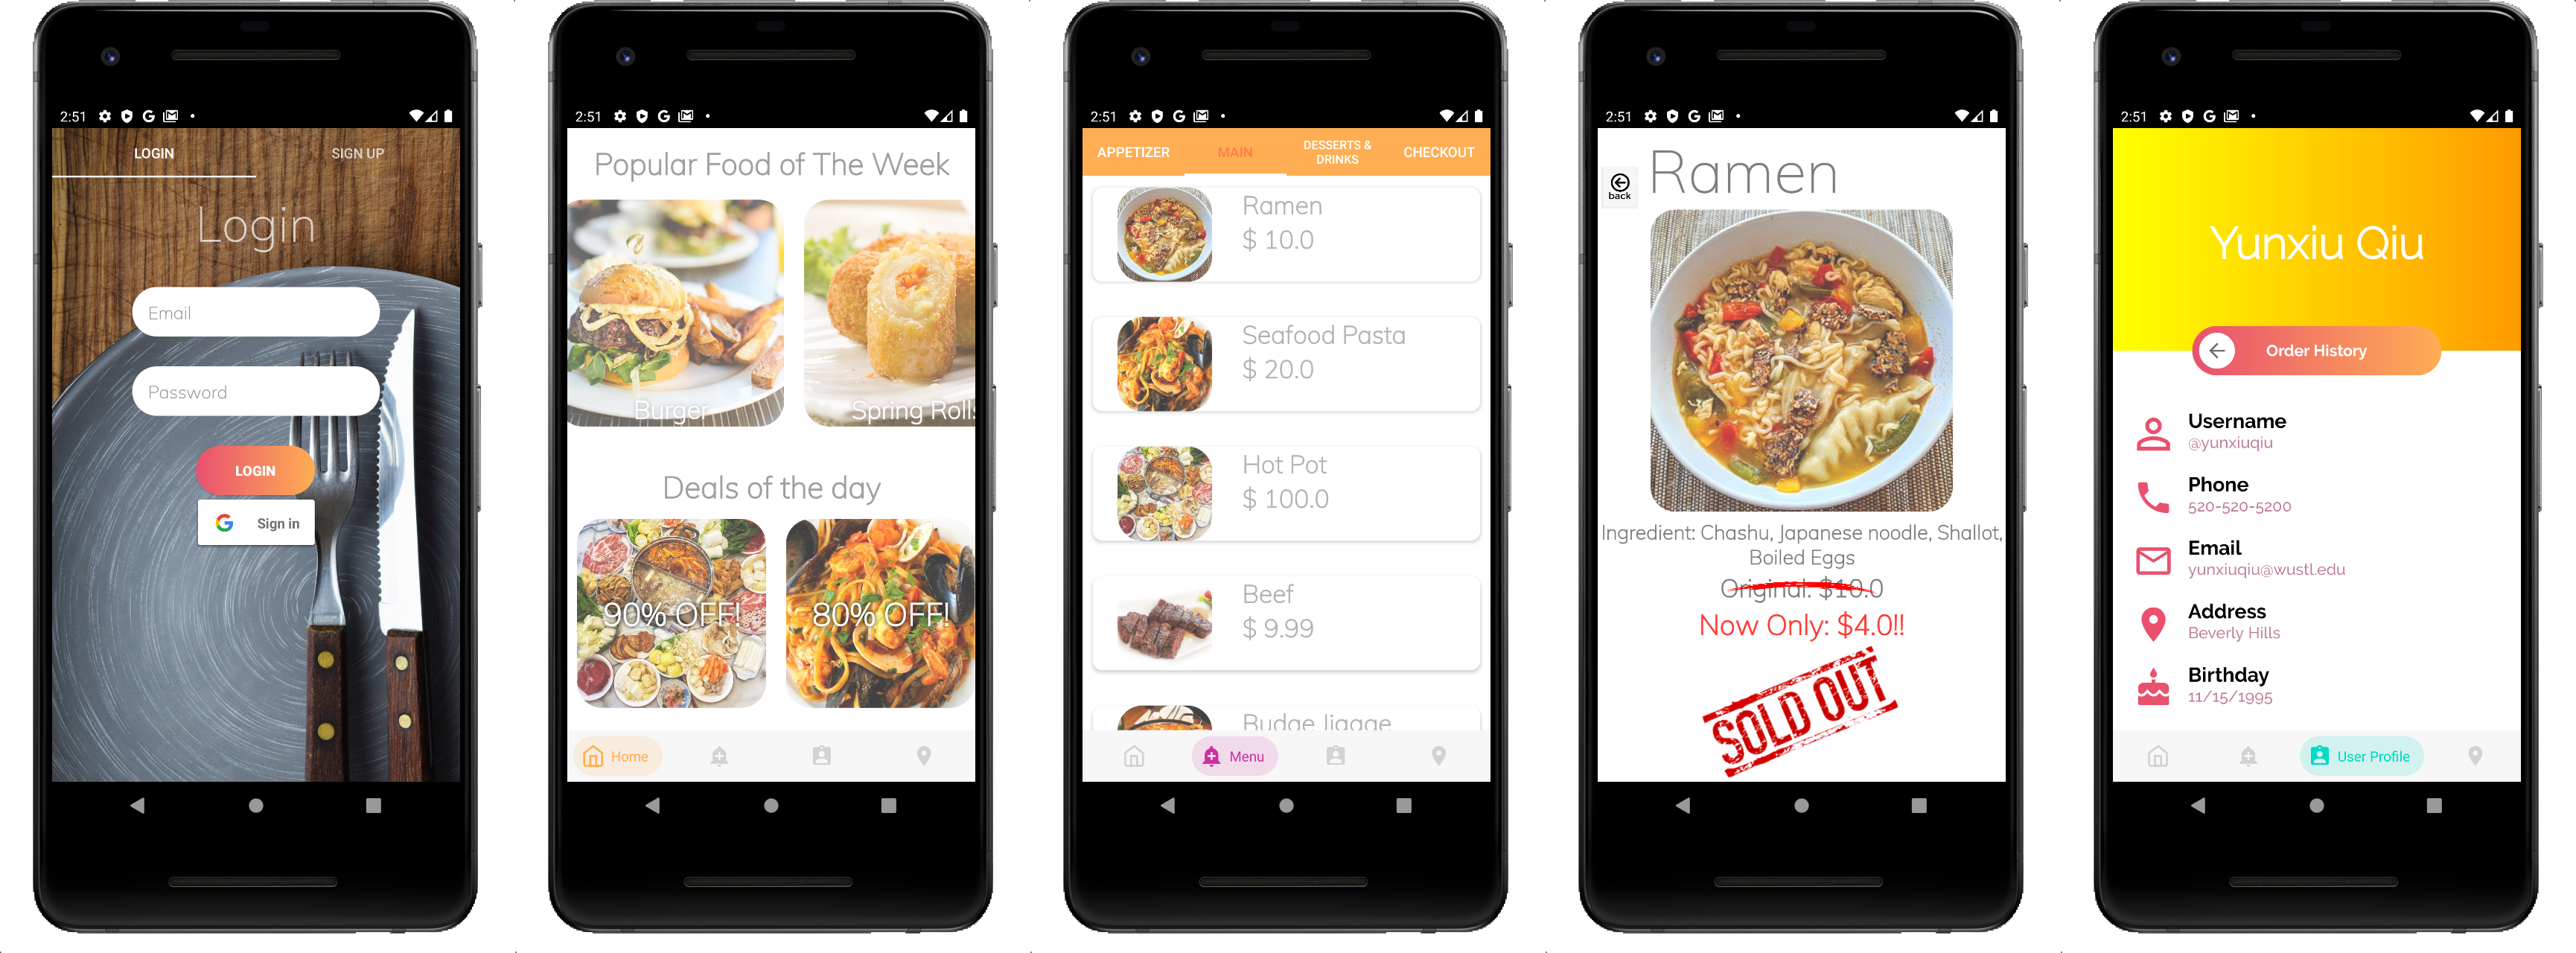 2:51
LOGIN
SIGN UP
Login
Email
Password
LOGIN
Sign in
2:51
Popular Food of The Week
Burger
Spring Rolls
Deals of the day
90% OFF!
80% OFF!
Home
2:51
APPETIZER
MAIN
DESSERTS &
DRINKS
CHECKOUT
Ramen
$ 10.0
Seafood Pasta
$ 20.0
Hot Pot
$ 100.0
Beef
$ 9.99
Budae jjigae
Menu
2:51
back
Ramen
Ingredient: Chashu, Japanese noodle, Shallot,
Boiled Eggs
Original: $10.0
Now Only: $4.0!!
SOLD OUT
2:51
Yunxiu Qiu
Order History
Username
@yunxiuqiu
Phone
520-520-5200
Email
yunxiuqiu@wustl.edu
Address
Beverly Hills
Birthday
11/15/1995
User Profile